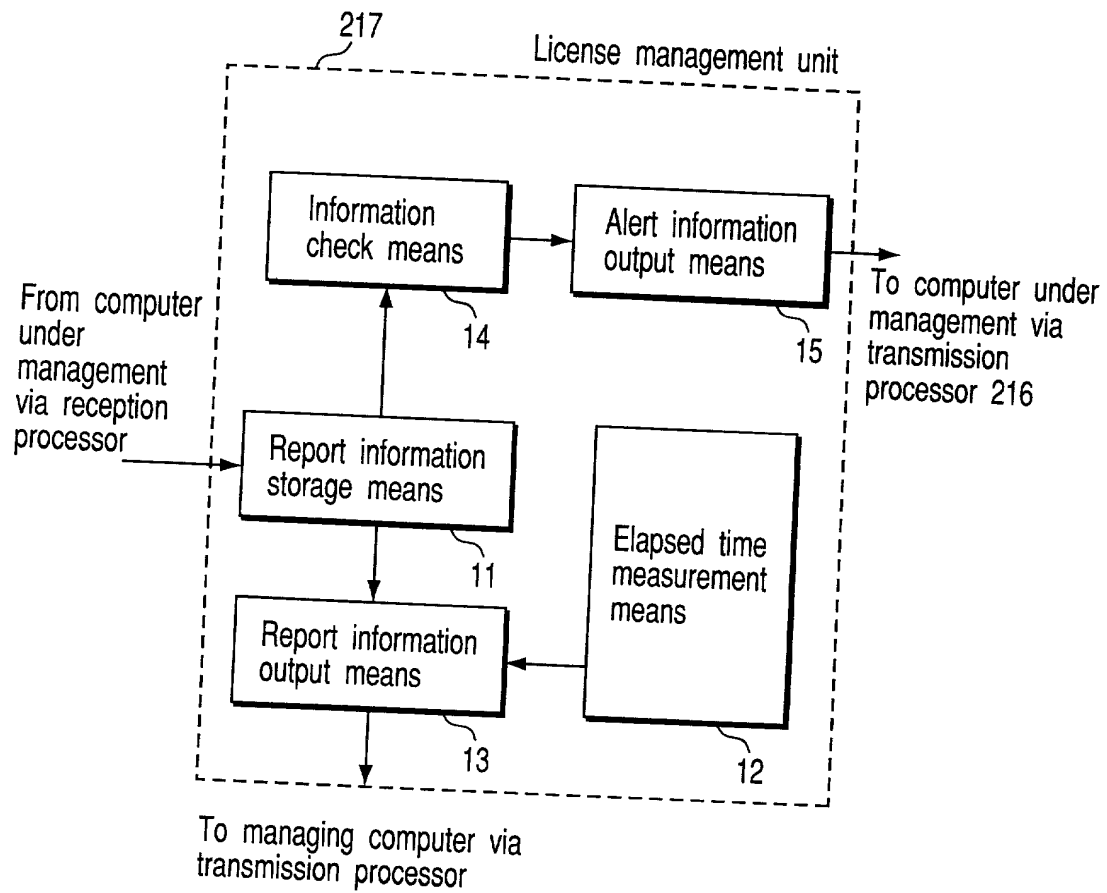 217
License management unit
Information
check means
14
Alert information
output means
15
To computer under
management via
transmission
processor 216
From computer
under
management
via reception
processor
Report information
storage means
11
Elapsed time
measurement
means
12
Report information
output means
13
To managing computer via
transmission processor